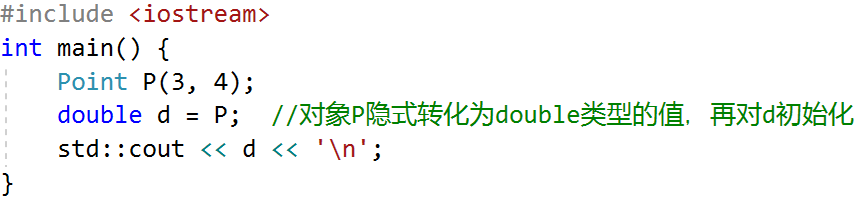 #include <iostream>
int main() {
    Point P(3, 4);
    double d = P;  //对象P隐式转化为double类型的值，再对d初始化
    std::cout << d << '\n';
}